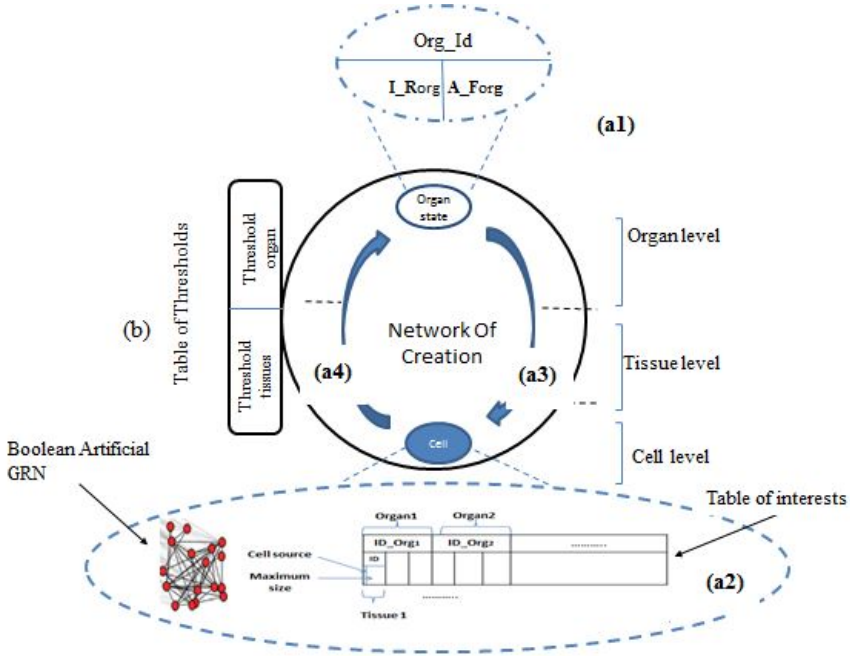 Org_Id
I_Rorg A_Forg
(a1)
Organ
state
Threshold
organ
Threshold
tissues
Table of Thresholds
(b)
Network Of
Creation
(a4)
(a3)
Organ level
Tissue level
Cell level
Cell
Boolean Artificial
GRN
Table of interests
Organ1
Organ2
ID_Org1
ID_Org2
...........
Cell source
ID
Maximum
size
(a2)
...........
Tissue 1